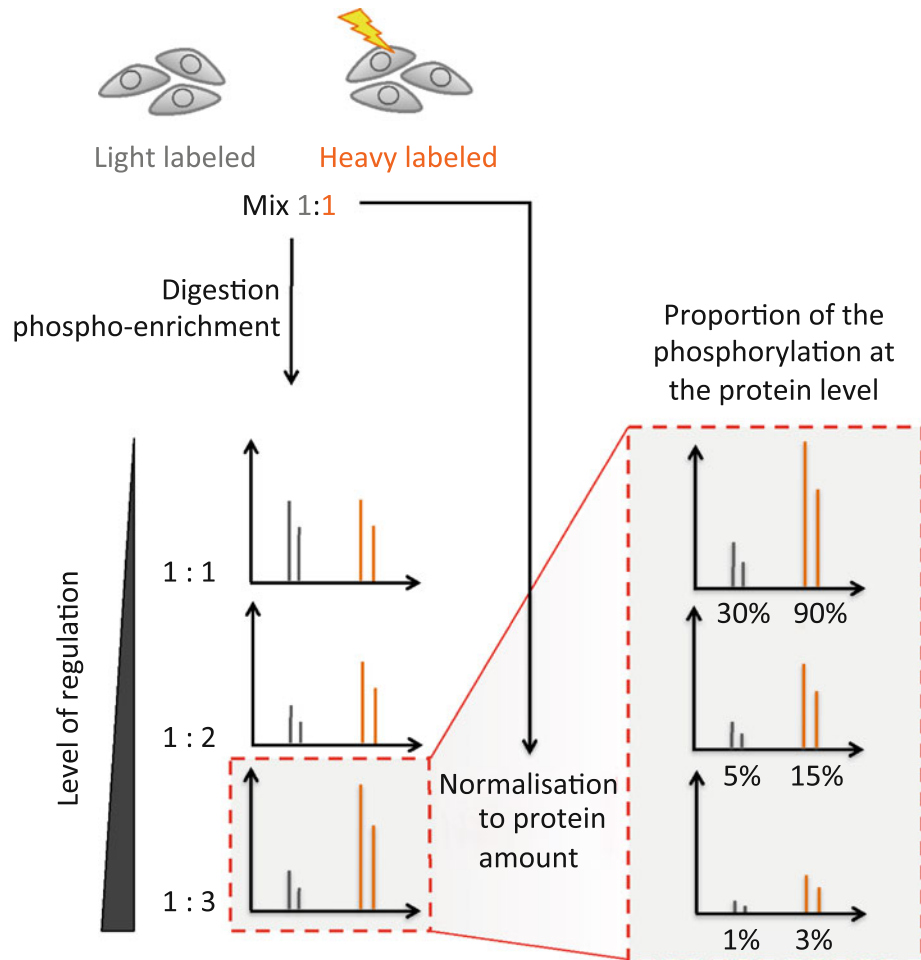 Light labeled
Heavy labeled
Mix 1:1
Digestion
phospho-enrichment
Proportion of the
phosphorylation at
the protein level
Level of regulation
1 : 1
1 : 2
1 : 3
Normalisation
to protein
amount
30% 90%
5% 15%
1% 3%